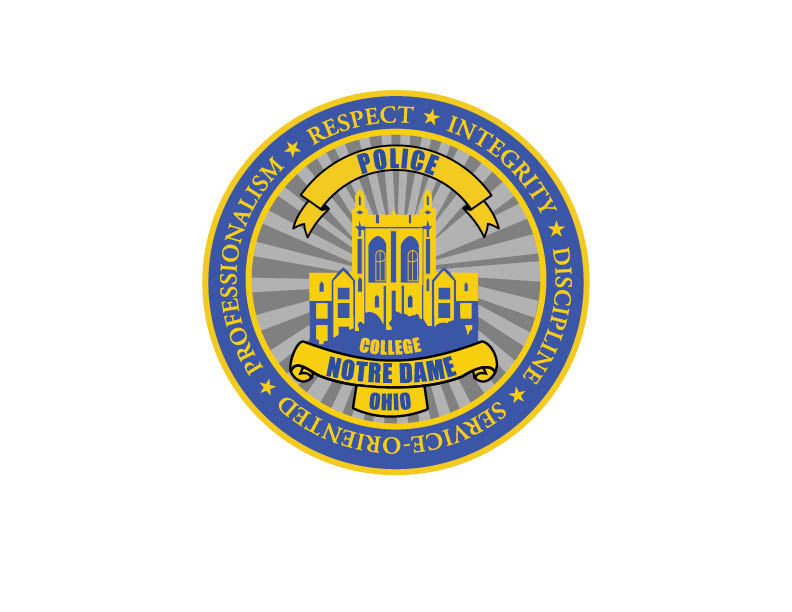 PROFESSIONALISM ★ RESPECT ★ INTEGRITY ★ DISCIPLINE ★ SERVICE-ORIENTED ★
POLICE
COLLEGE
NOTRE DAME
OHIO